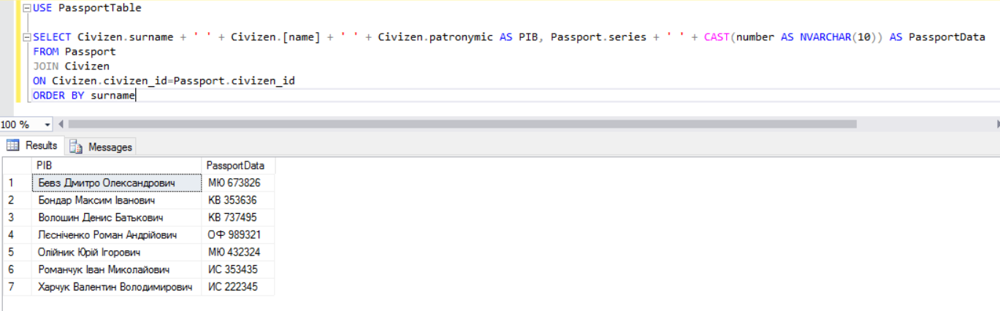 USE PassportTable
SELECT Civizen.surname + ' ' + Civizen.[name] + ' ' + Civizen.patronymic AS PIB, Passport.series + ' ' + CAST(number AS NVARCHAR(10)) AS PassportData
FROM Passport
JOIN Civizen
ON Civizen.civizen_id=Passport.civizen_id
ORDER BY surname
100 %
Results Messages
PIB PassportData
1 Бевз Дмитро Олександрович МЮ 673826
2 Бондар Максим Іванович КВ 353636
3 Волошин Денис Батькович КВ 737495
4 Лєсніченко Роман Андрійович ОФ 989321
5 Олійник Юрій Ігорович МЮ 432324
6 Романчук Іван Миколайович ИС 353435
7 Харчук Валентин Володимирович ИС 222345